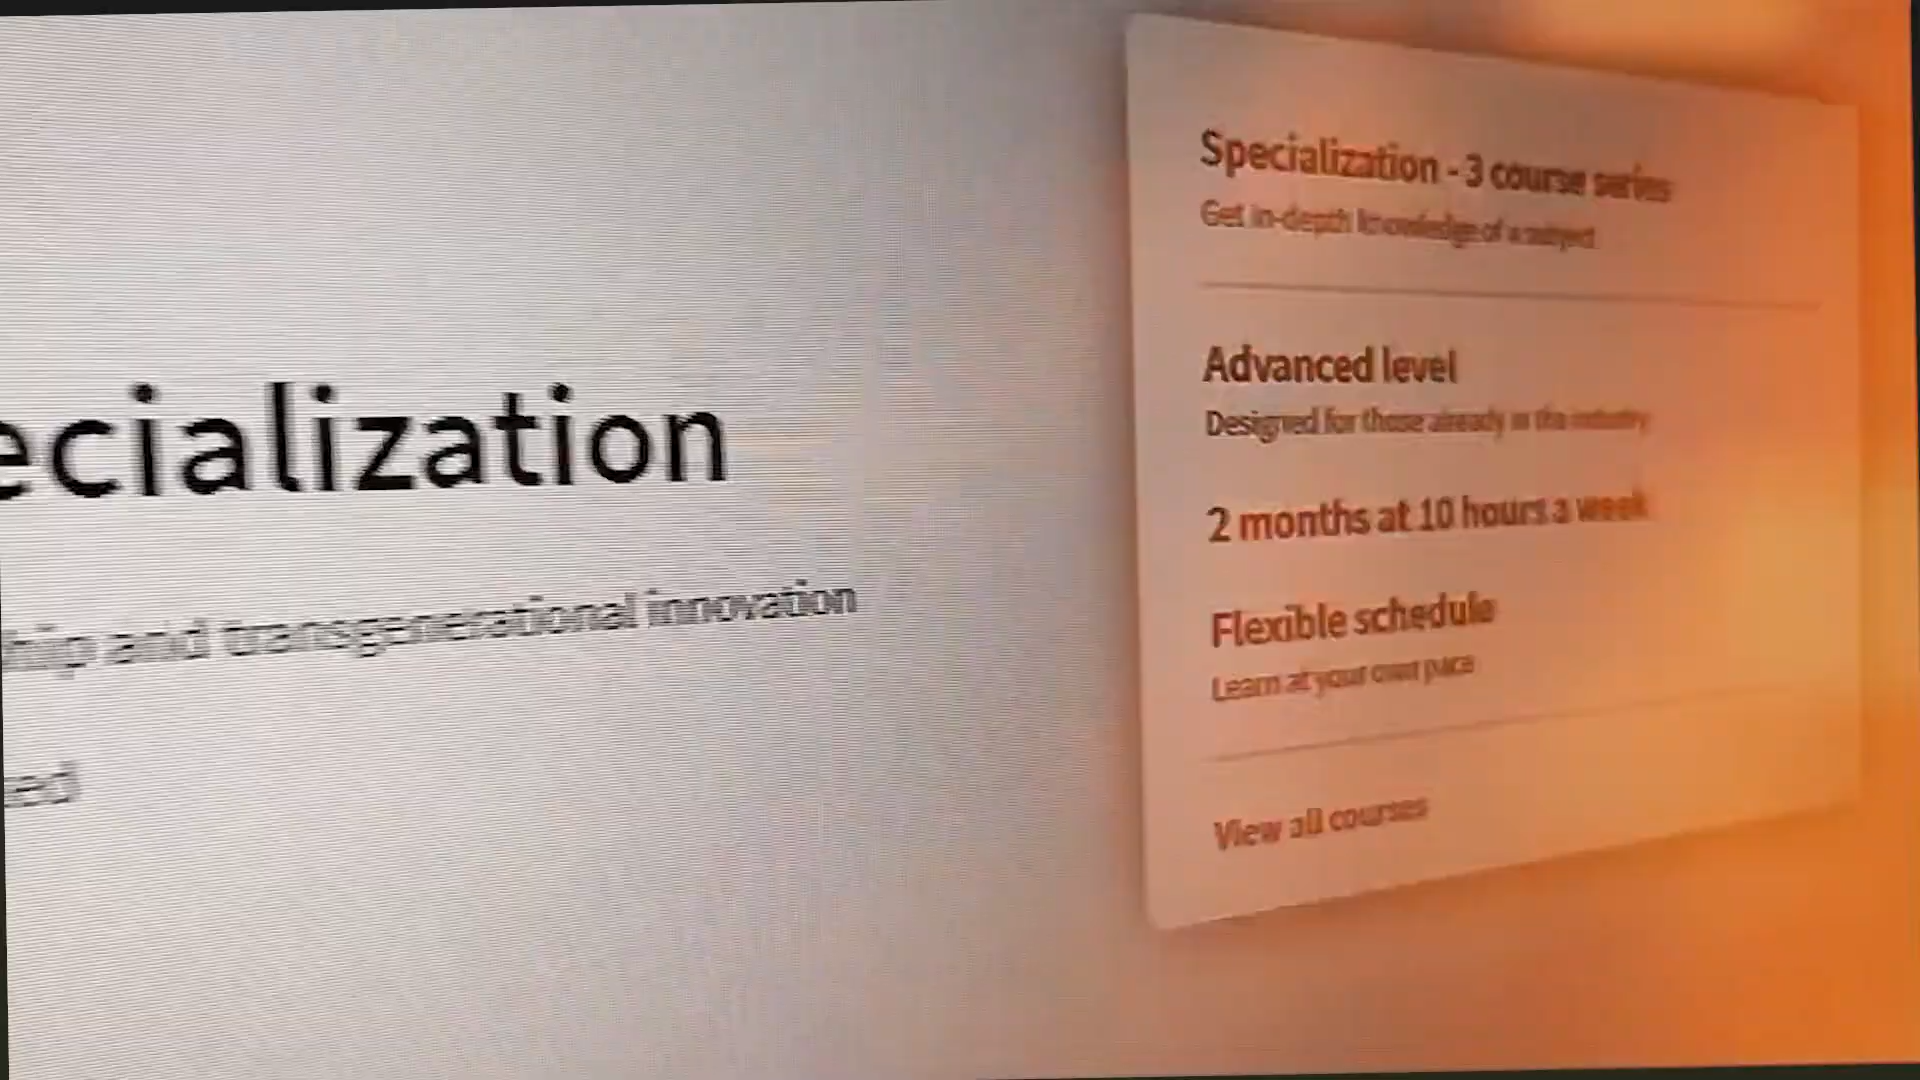 ecialization
hip and transgenerational innovation
ed
Specialization - 3 course series
Get in-depth knowledge of a subject
Advanced level
Designed for those already in the industry
2 months at 10 hours a week
Flexible schedule
Learn at your own pace
View all courses